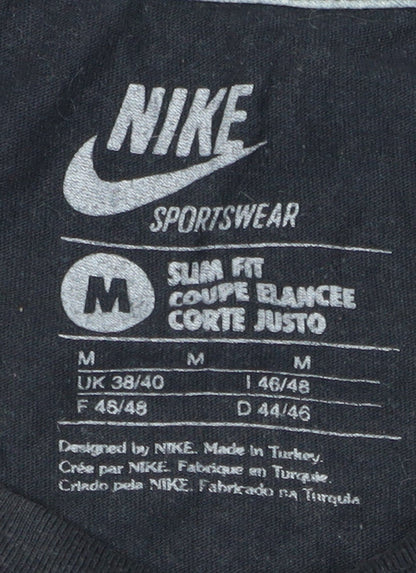 NIKE
SPORTSWEAR
M
SLIM FIT
COUPE ELANCEE
CORTE JUSTO
M M M
UK 38/40 I 46/48
F 46/48 D 44/46
Designed by NIKE. Made in Turkey.
Crée par NIKE. Fabrique en Turquie.
Criado pela NIKE. Fabricado na Turquia